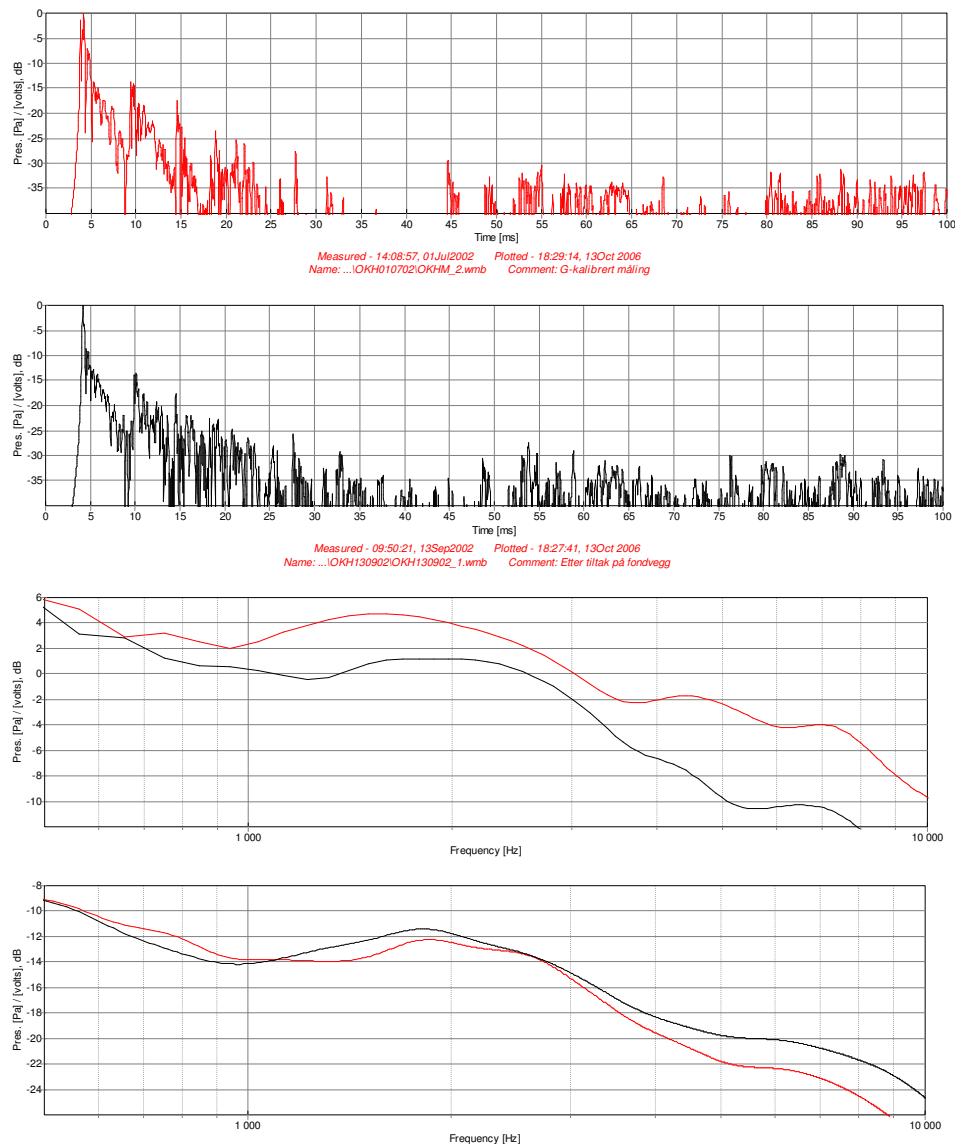 Pres. [Pa] / [volts], dB
0
-5
-10
-15
-20
-25
-30
-35
0 5 10 15 20 25 30 35 40 45 50 55 60 65 70 75 80 85 90 95 100
Time [ms]
Measured - 14:08:57, 01Jul2002 Plotted - 18:29:14, 13Oct 2006
Name: ...\OKH010702\OKHM_2.wmb Comment: G-kalibrert måling
Pres. [Pa] / [volts], dB
0
-5
-10
-15
-20
-25
-30
-35
0 5 10 15 20 25 30 35 40 45 50 55 60 65 70 75 80 85 90 95 100
Time [ms]
Measured - 09:50:21, 13Sep2002 Plotted - 18:27:41, 13Oct 2006
Name: ...\OKH130902\OKH130902_1.wmb Comment: Etter tiltak på fondvegg
Pres. [Pa] / [volts], dB
6
4
2
0
-2
-4
-6
-8
-10
1 000 10 000
Frequency [Hz]
Pres. [Pa] / [volts], dB
-8
-10
-12
-14
-16
-18
-20
-22
-24
1 000 10 000
Frequency [Hz]